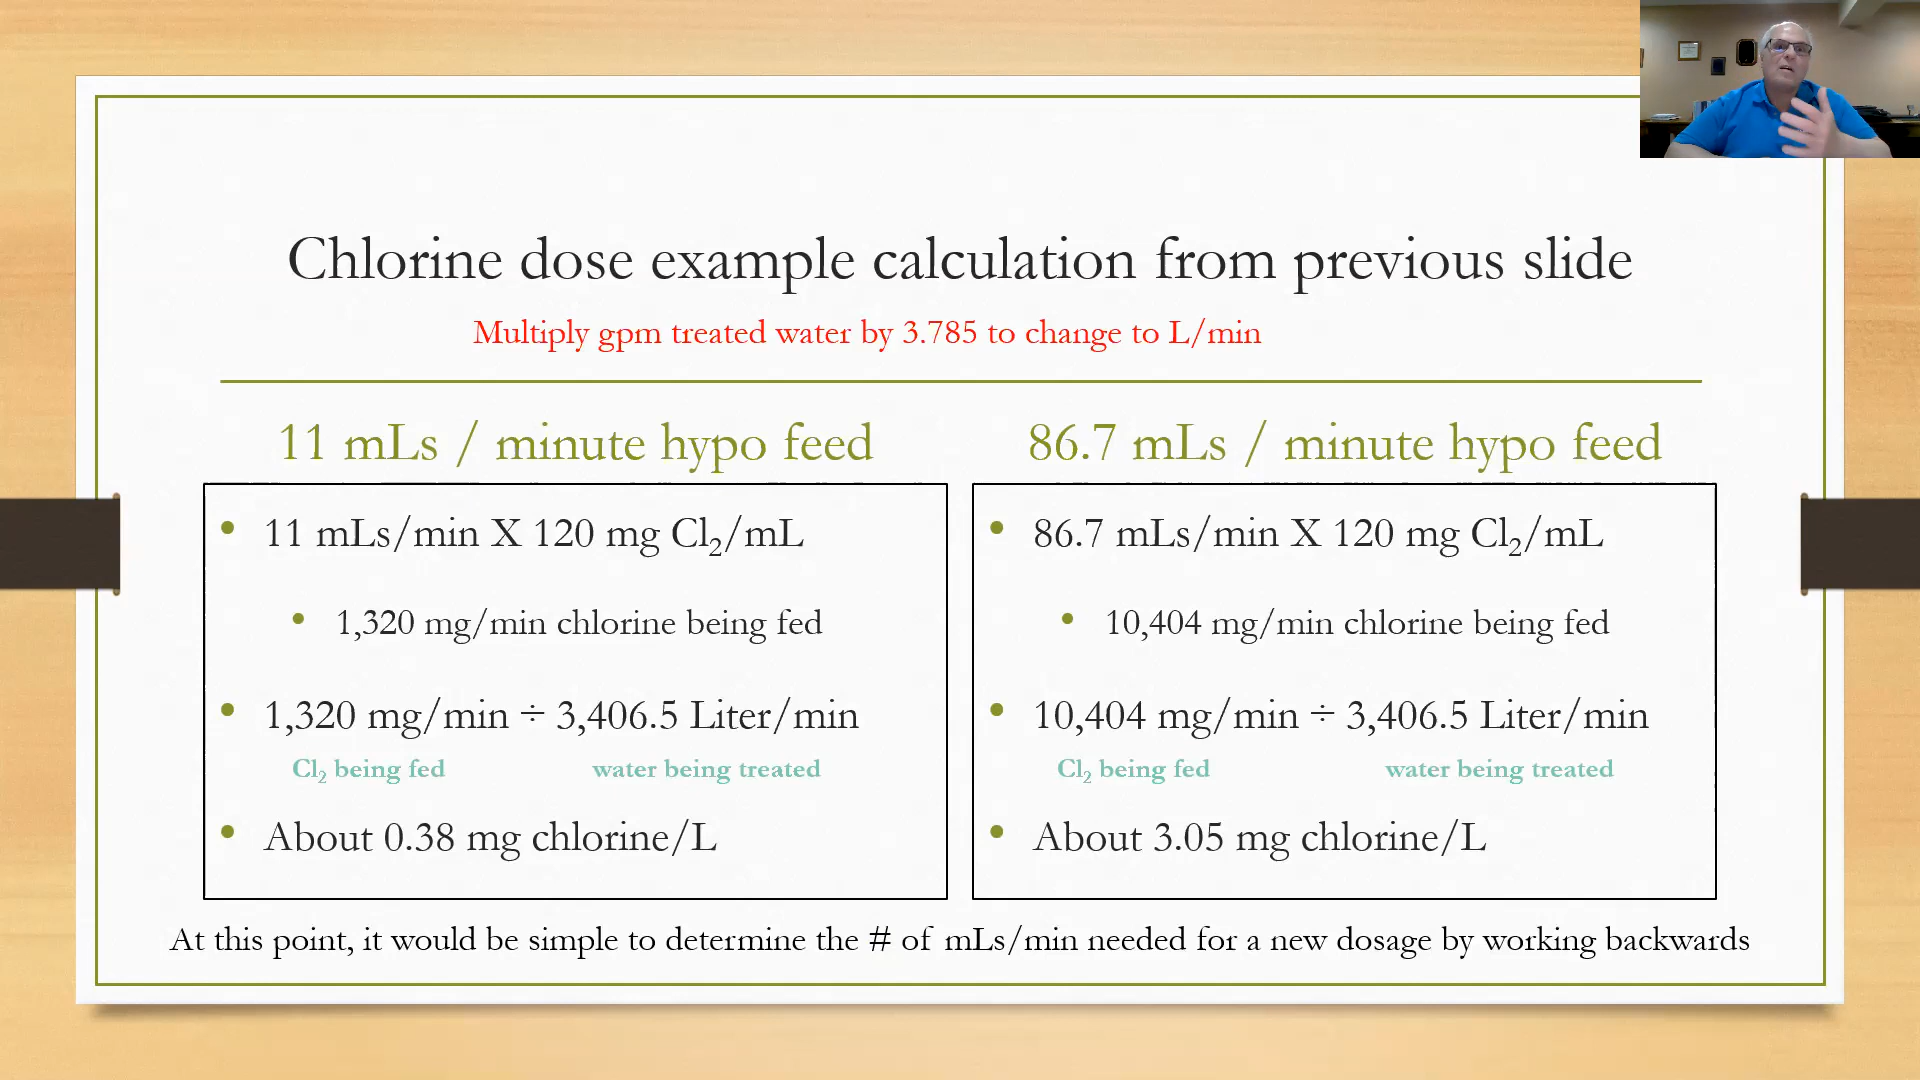 Chlorine dose example calculation from previous slide
Multiply gpm treated water by 3.785 to change to L/min
11 mLs / minute hypo feed
• 11 mLs/min X 120 mg Cl₂/mL
• 1,320 mg/min chlorine being fed
• 1,320 mg/min ÷ 3,406.5 Liter/min
Cl₂ being fed water being treated
• About 0.38 mg chlorine/L
86.7 mLs / minute hypo feed
• 86.7 mLs/min X 120 mg Cl₂/mL
• 10,404 mg/min chlorine being fed
• 10,404 mg/min ÷ 3,406.5 Liter/min
Cl₂ being fed water being treated
• About 3.05 mg chlorine/L
At this point, it would be simple to determine the # of mLs/min needed for a new dosage by working backwards